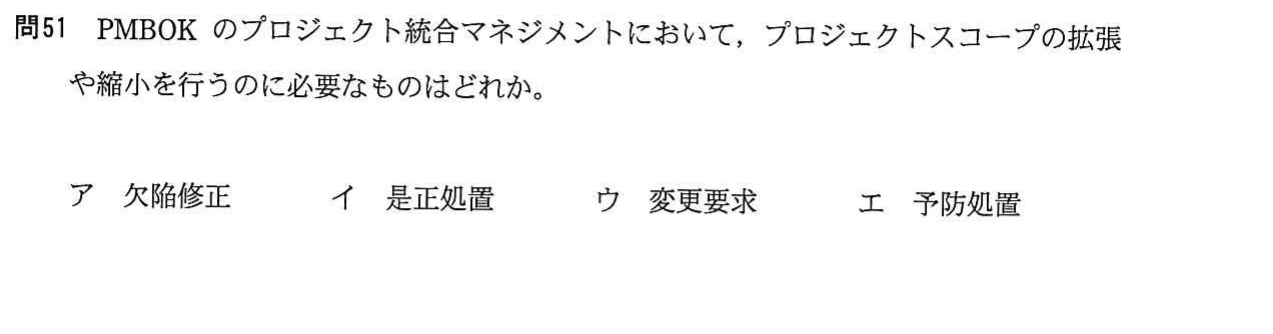 問51 PMBOK のプロジェクト統合マネジメントにおいて，プロジェクトスコープの拡張
や縮小を行うのに必要なものはどれか。
ア 欠陥修正 イ 是正処置 ウ 変更要求 エ 予防処置